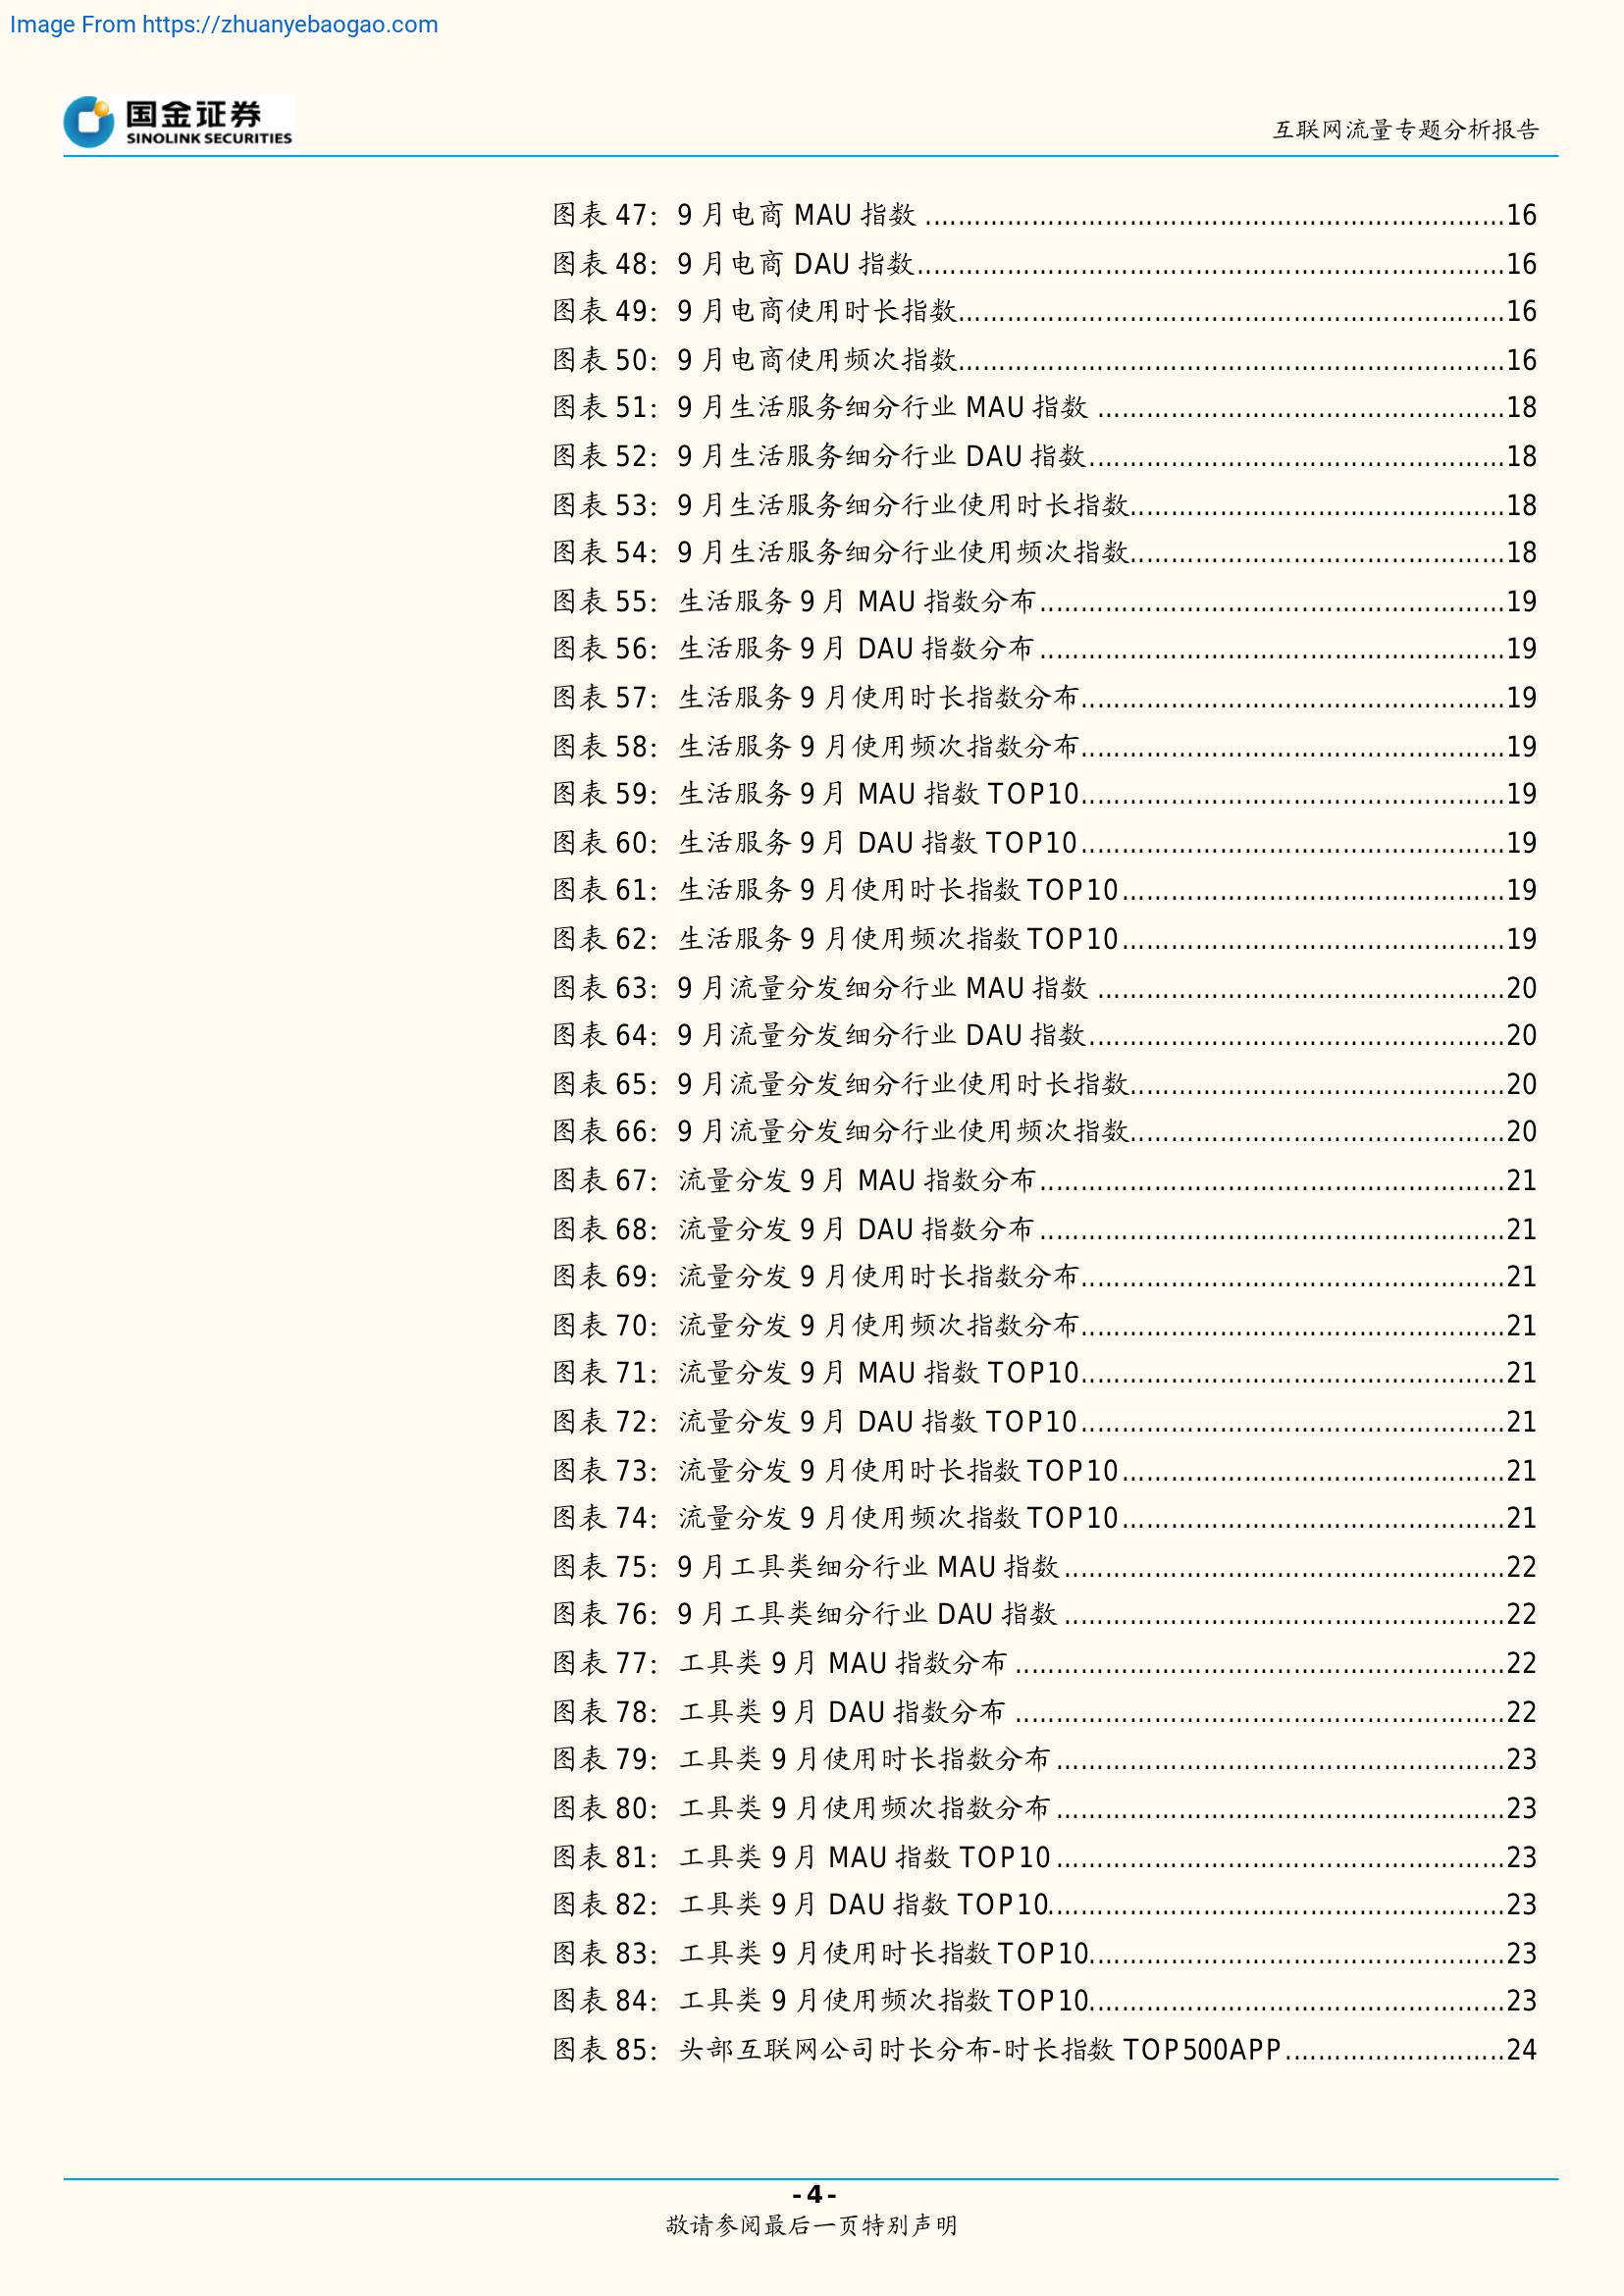 Image From https://zhuanyebaogao.com
国金证券
SINOLINK SECURITIES
互联网流量专题分析报告
图表 47：9 月电商 MAU 指数 ........................................................................16
图表 48：9 月电商 DAU 指数........................................................................16
图表 49：9 月电商使用时长指数...................................................................16
图表 50：9 月电商使用频次指数...................................................................16
图表 51：9 月生活服务细分行业 MAU 指数 ..................................................18
图表 52：9 月生活服务细分行业 DAU 指数...................................................18
图表 53：9 月生活服务细分行业使用时长指数..............................................18
图表 54：9 月生活服务细分行业使用频次指数..............................................18
图表 55：生活服务 9 月 MAU 指数分布.........................................................19
图表 56：生活服务 9 月 DAU 指数分布.........................................................19
图表 57：生活服务 9 月使用时长指数分布....................................................19
图表 58：生活服务 9 月使用频次指数分布....................................................19
图表 59：生活服务 9 月 MAU 指数 TOP10....................................................19
图表 60：生活服务 9 月 DAU 指数 TOP10....................................................19
图表 61：生活服务 9 月使用时长指数 TOP10...............................................19
图表 62：生活服务 9 月使用频次指数 TOP10...............................................19
图表 63：9 月流量分发细分行业 MAU 指数 ..................................................20
图表 64：9 月流量分发细分行业 DAU 指数...................................................20
图表 65：9 月流量分发细分行业使用时长指数..............................................20
图表 66：9 月流量分发细分行业使用频次指数..............................................20
图表 67：流量分发 9 月 MAU 指数分布.........................................................21
图表 68：流量分发 9 月 DAU 指数分布.........................................................21
图表 69：流量分发 9 月使用时长指数分布....................................................21
图表 70：流量分发 9 月使用频次指数分布....................................................21
图表 71：流量分发 9 月 MAU 指数 TOP10....................................................21
图表 72：流量分发 9 月 DAU 指数 TOP10....................................................21
图表 73：流量分发 9 月使用时长指数 TOP10...............................................21
图表 74：流量分发 9 月使用频次指数 TOP10...............................................21
图表 75：9 月工具类细分行业 MAU 指数......................................................22
图表 76：9 月工具类细分行业 DAU 指数......................................................22
图表 77：工具类 9 月 MAU 指数分布 ............................................................22
图表 78：工具类 9 月 DAU 指数分布 ............................................................22
图表 79：工具类 9 月使用时长指数分布.......................................................23
图表 80：工具类 9 月使用频次指数分布.......................................................23
图表 81：工具类 9 月 MAU 指数 TOP10.......................................................23
图表 82：工具类 9 月 DAU 指数 TOP10........................................................23
图表 83：工具类 9 月使用时长指数 TOP10...................................................23
图表 84：工具类 9 月使用频次指数 TOP10...................................................23
图表 85：头部互联网公司时长分布-时长指数 TOP500APP...........................24
- 4 -
敬请参阅最后一页特别声明